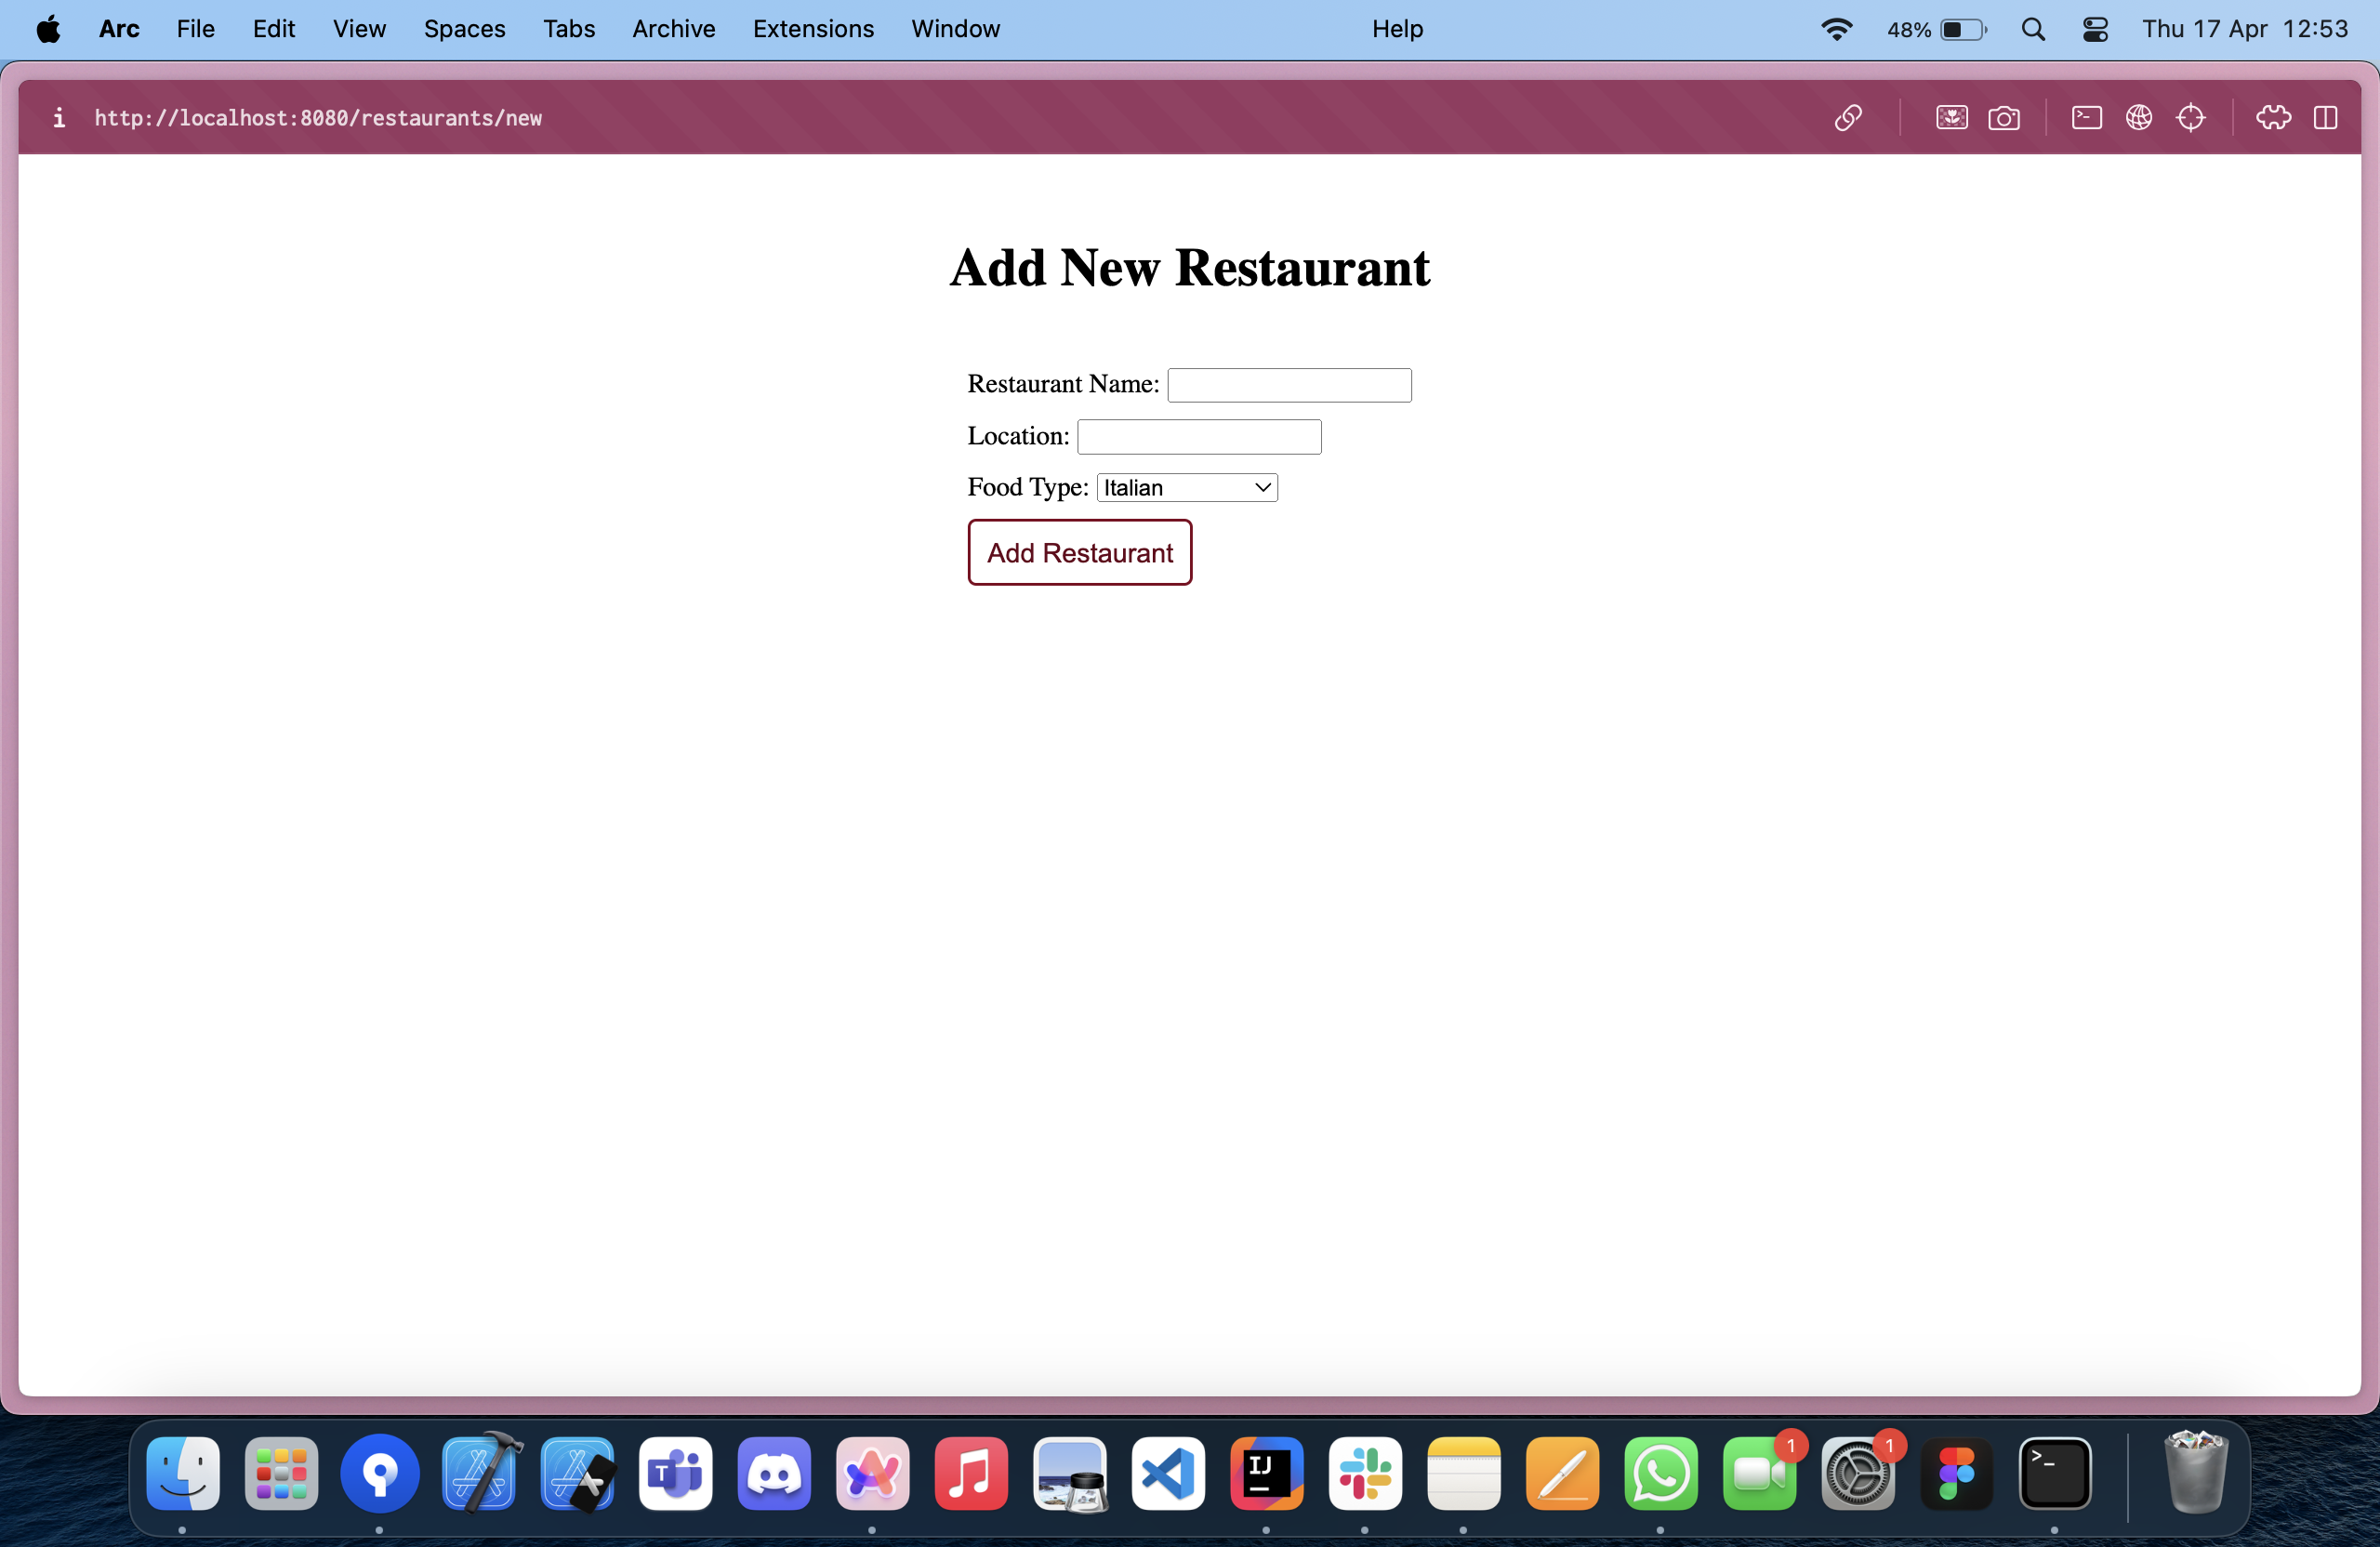 Arc File Edit View Spaces Tabs Archive Extensions Window Help 48% Thu 17 Apr 12:53
i http://localhost:8080/restaurants/new
Add New Restaurant
Restaurant Name:
Location:
Food Type: Italian
Add Restaurant
T IJ 1 1 >_